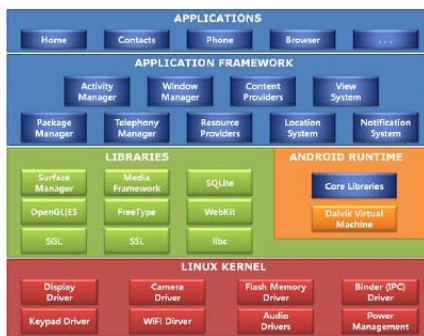 APPLICATIONS
Home Contacts Phone Browser ...
APPLICATION FRAMEWORK
Activity Manager Window Manager Content Providers View System
Package Manager Telephony Manager Resource Providers Location System Notification System
LIBRARIES
Surface Manager Media Framework SQLite
OpenGL|ES FreeType WebKit
SGL SSL libc
ANDROID RUNTIME
Core Libraries
Dalvik Virtual Machine
LINUX KERNEL
Display Driver Camera Driver Flash Memory Driver Binder (IPC) Driver
Keypad Driver WiFi Dirver Audio Drivers Power Management